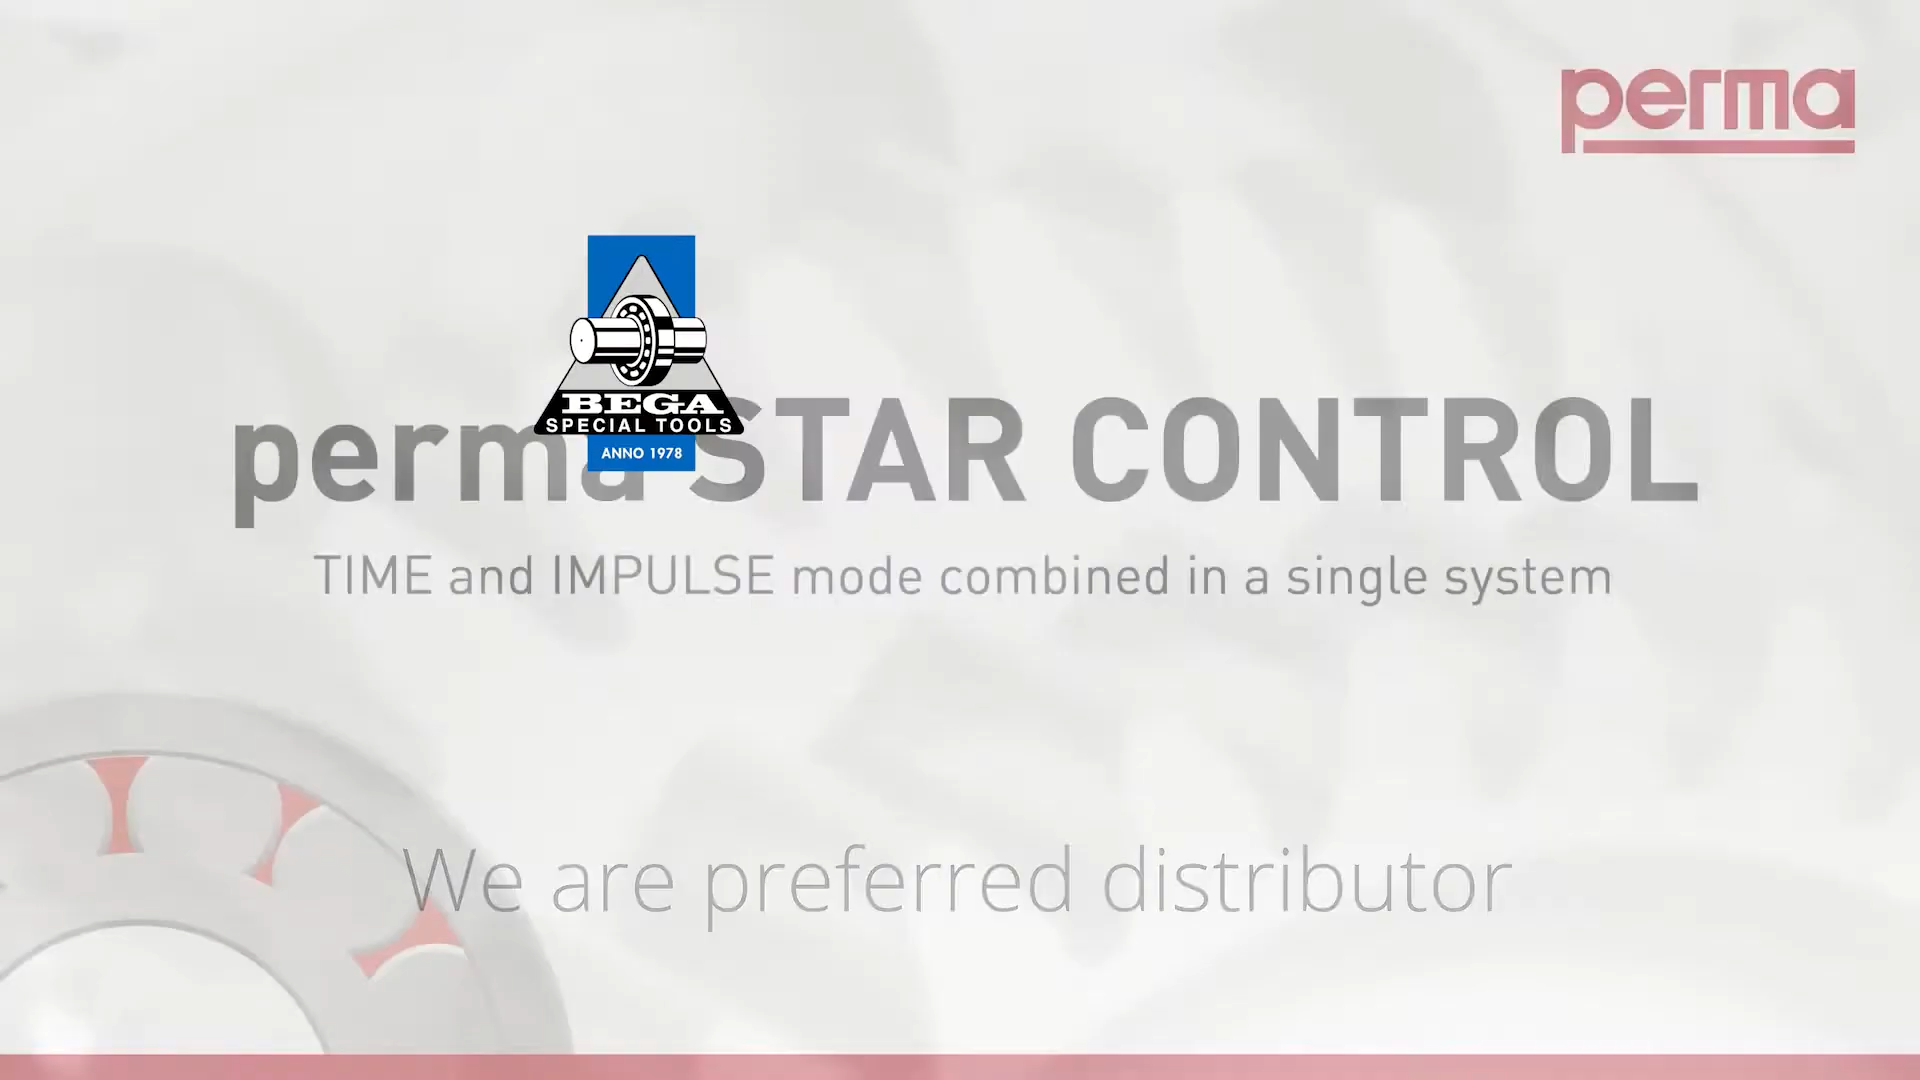 perma
BEGA
SPECIAL TOOLS
ANNO 1978
perma STAR CONTROL
TIME and IMPULSE mode combined in a single system
We are preferred distributor